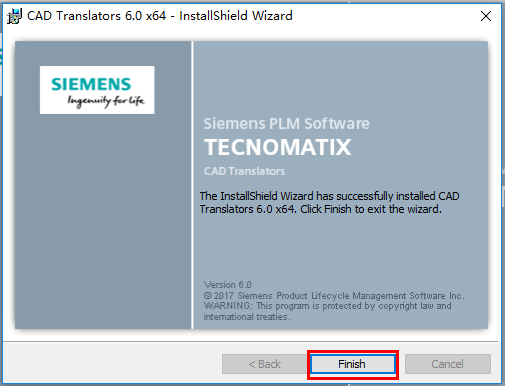 CAD Translators 6.0 x64 - InstallShield Wizard
SIEMENS
Ingenuity for life
Siemens PLM Software
TECNOMATIX
CAD Translators
The InstallShield Wizard has successfully installed CAD
Translators 6.0 x64. Click Finish to exit the wizard.
Version 6.0
© 2017 Siemens Product Lifecycle Management Software Inc.
WARNING: This program is protected by copyright law and
international treaties.
< Back
Finish
Cancel